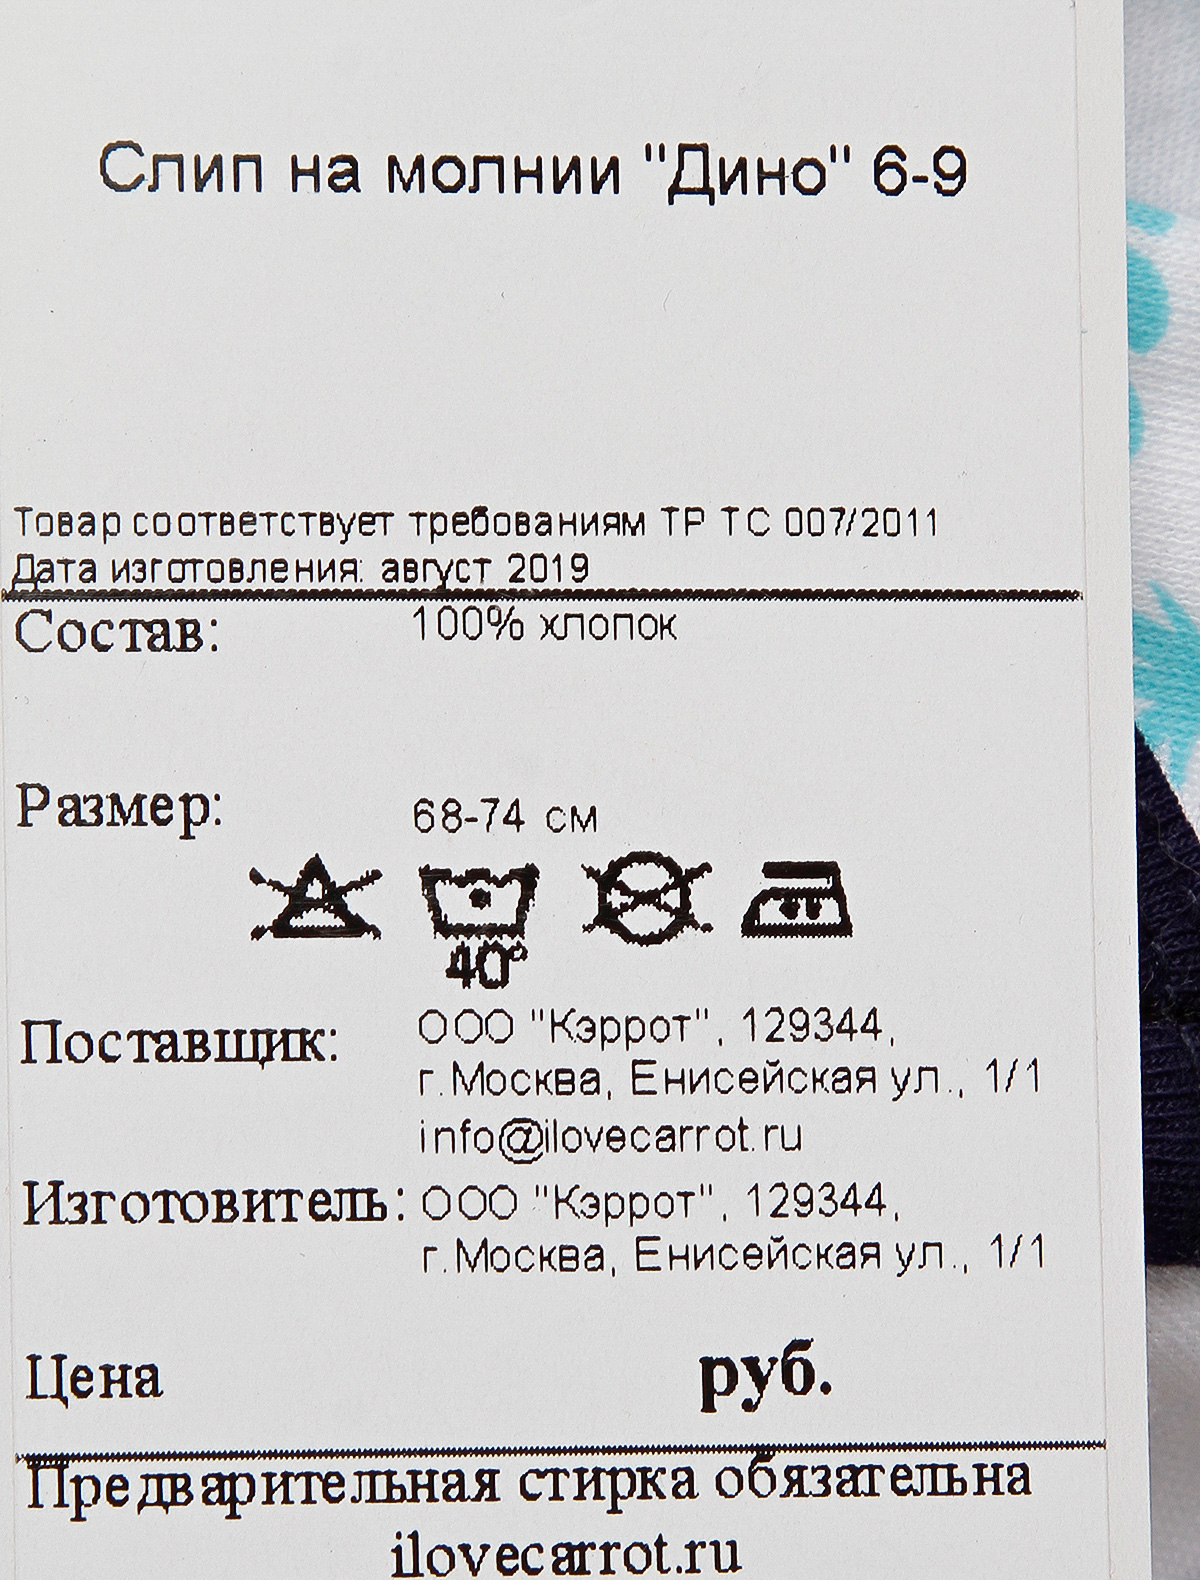 Слип на молнии "Дино" 6-9
Товар соответствует требованиям ТР ТС 007/2011
Дата изготовления: август 2019
Состав: 100% хлопок
Размер: 68-74 см
40°
Поставщик: ООО "Кэррот", 129344,
г.Москва, Енисейская ул., 1/1
info@ilovecarrot.ru
Изготовитель: ООО "Кэррот", 129344,
г.Москва, Енисейская ул., 1/1
Цена руб.
Предварительная стирка обязательна
ilovecarrot.ru